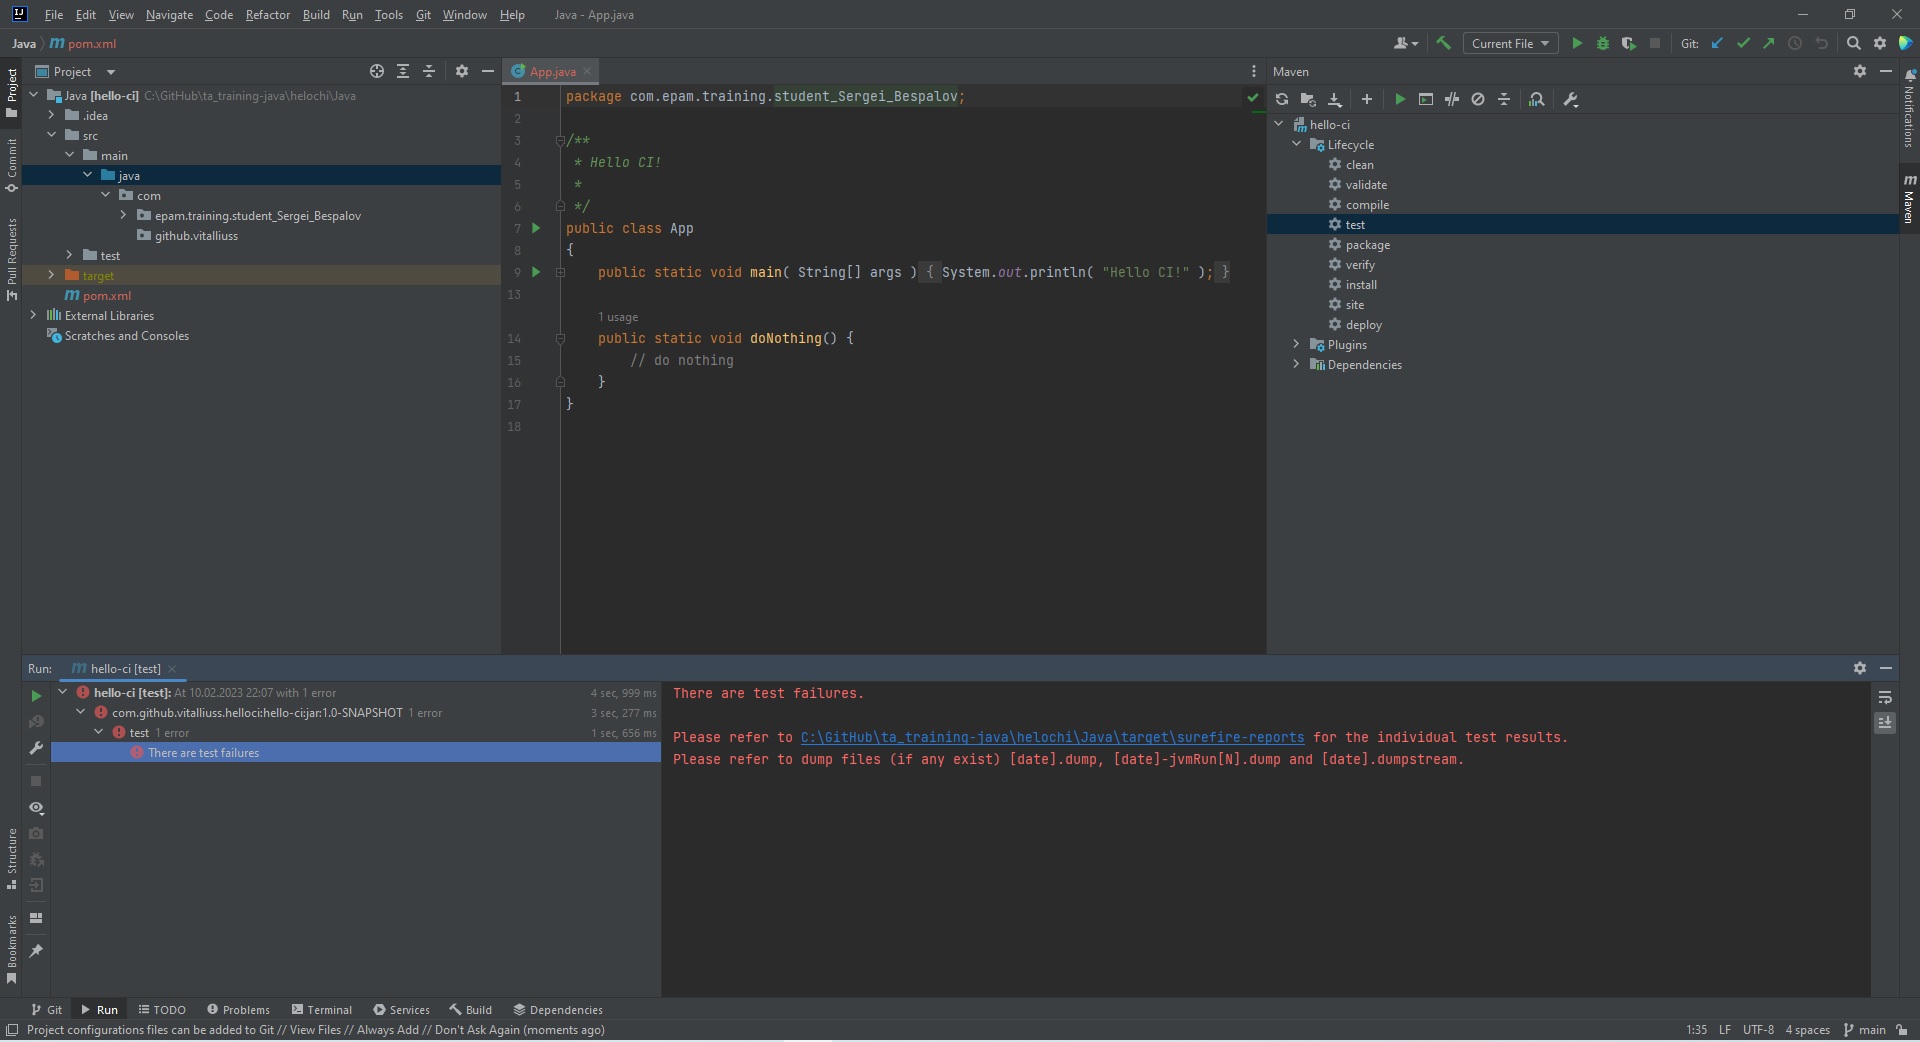 File Edit View Navigate Code Refactor Build Run Tools Git Window Help Java - App.java
Java pom.xml
Current File
Git:
Project
Java [hello-ci] C:\GitHub\ta_training-java\helochi\Java
.idea
src
main
java
com
epam.training.student_Sergei_Bespalov
github.vitalliuss
test
target
pom.xml
External Libraries
Scratches and Consoles
Project
Commit
Pull Requests
App.java
1 package com.epam.training.student_Sergei_Bespalov;
2
3 /**
4 * Hello CI!
5 *
6 */
7 public class App
8 {
9 public static void main( String[] args ) { System.out.println( "Hello CI!" ); }
13
1 usage
14 public static void doNothing() {
15 // do nothing
16 }
17 }
18
Maven
hello-ci
Lifecycle
clean
validate
compile
test
package
verify
install
site
deploy
Plugins
Dependencies
Notifications
Maven
Run: hello-ci [test]
hello-ci [test]: At 10.02.2023 22:07 with 1 error 4 sec, 999 ms
com.github.vitalliuss.helloci:hello-ci:jar:1.0-SNAPSHOT 1 error 3 sec, 277 ms
test 1 error 1 sec, 656 ms
There are test failures
There are test failures.
Please refer to C:\GitHub\ta_training-java\helochi\Java\target\surefire-reports for the individual test results.
Please refer to dump files (if any exist) [date].dump, [date]-jvmRun[N].dump and [date].dumpstream.
Structure
Bookmarks
Git Run TODO Problems Terminal Services Build Dependencies
Project configurations files can be added to Git // View Files // Always Add // Don't Ask Again (moments ago) 1:35 LF UTF-8 4 spaces main